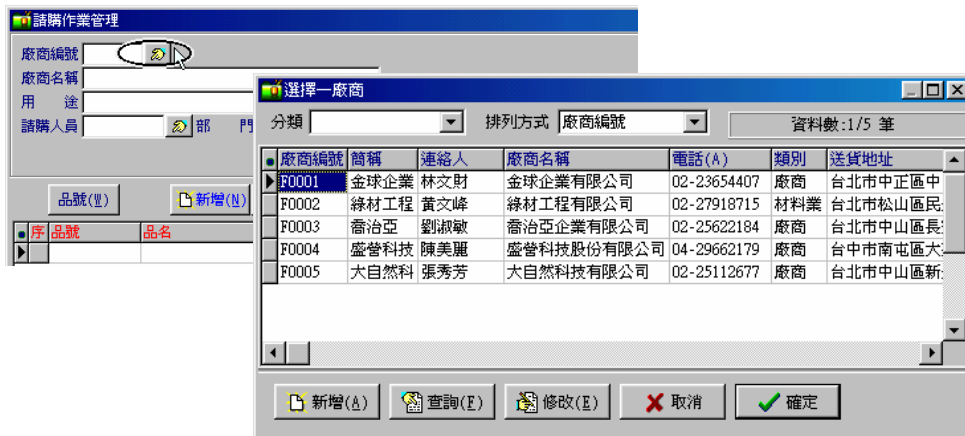 請購作業管理
廠商編號
廠商名稱
用 途
請購人員 部 門
品號(W) 新增(N)
序 品號 品名
選擇一廠商
分類 排列方式 廠商編號 資料數:1/5 筆
廠商編號 簡稱 連絡人 廠商名稱 電話(A) 類別 送貨地址
F0001 金球企業 林文財 金球企業有限公司 02-23654407 廠商 台北市中正區中
F0002 綠材工程 黃文峰 綠材工程有限公司 02-27918715 材料業 台北市松山區民
F0003 喬治亞 劉淑敏 喬治亞企業有限公司 02-25622184 廠商 台北市中山區長
F0004 盛營科技 陳美麗 盛營科技股份有限公司 04-29662179 廠商 台中市南屯區大
F0005 大自然科 張秀芳 大自然科技有限公司 02-25112677 廠商 台北市中山區新
新增(A) 查詢(F) 修改(E) 取消 確定